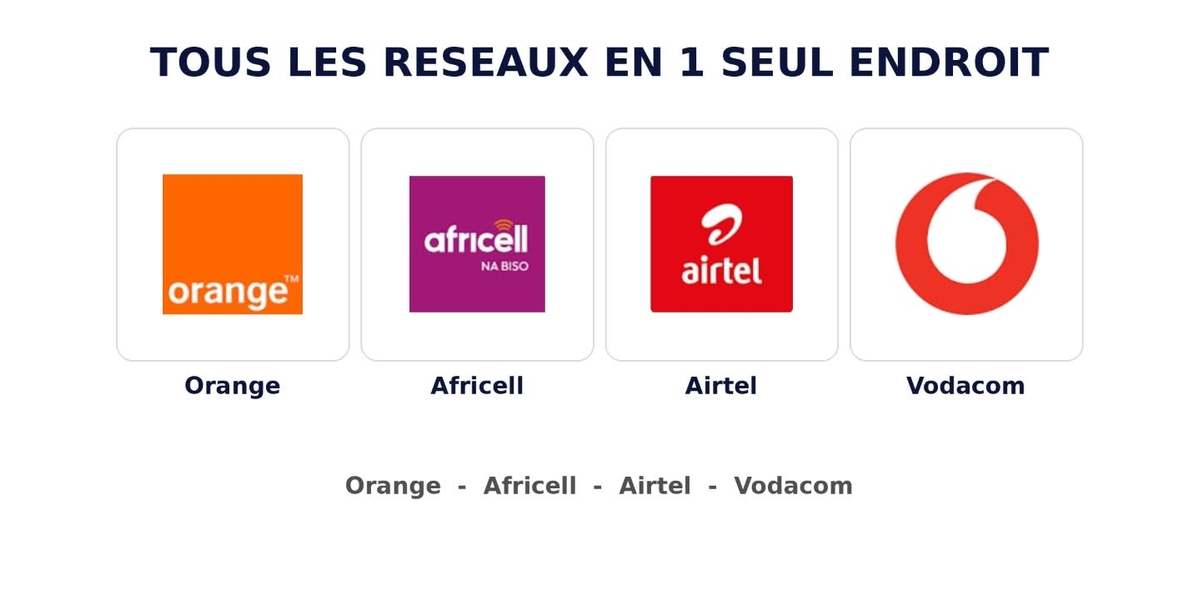 TOUS LES RESEAUX EN 1 SEUL ENDROIT
orange™
africell
NA BISO
airtel
Orange
Africell
Airtel
Vodacom
Orange - Africell - Airtel - Vodacom